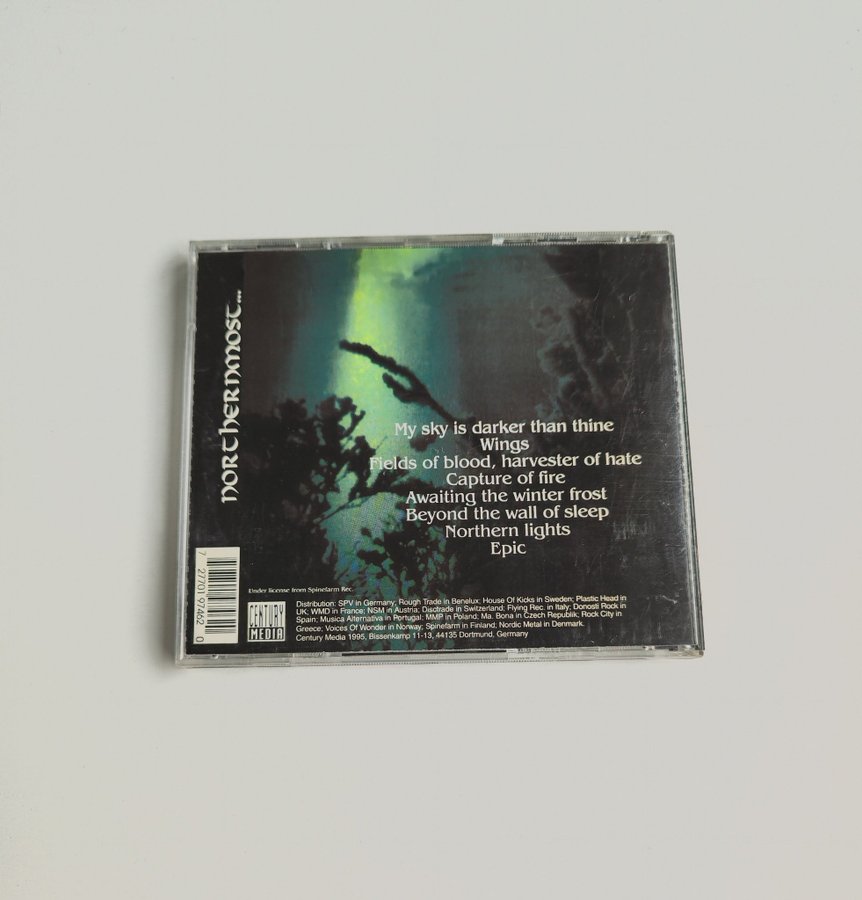 Northernmost...
My sky is darker than thine
Wings
Fields of blood, harvester of hate
Capture of fire
Awaiting the winter frost
Beyond the wall of sleep
Northern lights
Epic
7 27701 97462 0
Under license from Spinefarm Rec.
CENTURY
MEDIA
Distribution: SPV in Germany; Rough Trade in Benelux; House Of Kicks in Sweden; Plastic Head in
UK; WMD in France; NSM in Austria; Disctrade in Switzerland; Flying Rec. in Italy; Donosti Rock in
Spain; Musica Alternativa in Portugal; MMP in Poland; Ma. Bona in Czech Republik; Rock City in
Greece; Voices Of Wonder in Norway; Spinefarm in Finland, Nordic Metal in Denmark.
Century Media 1995, Bissenkamp 11-13, 44135 Dortmund, Germany